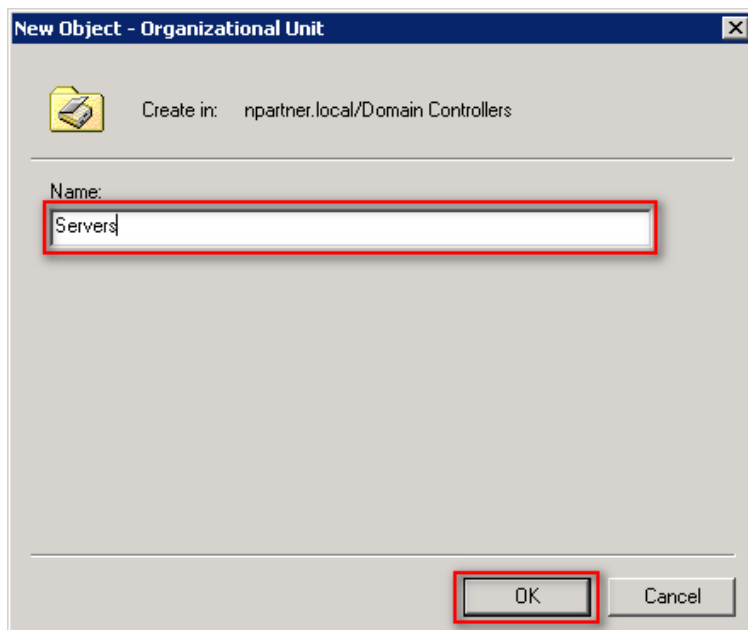 New Object - Organizational Unit
Create in: npartner.local/Domain Controllers
Name:
Servers
OK
Cancel